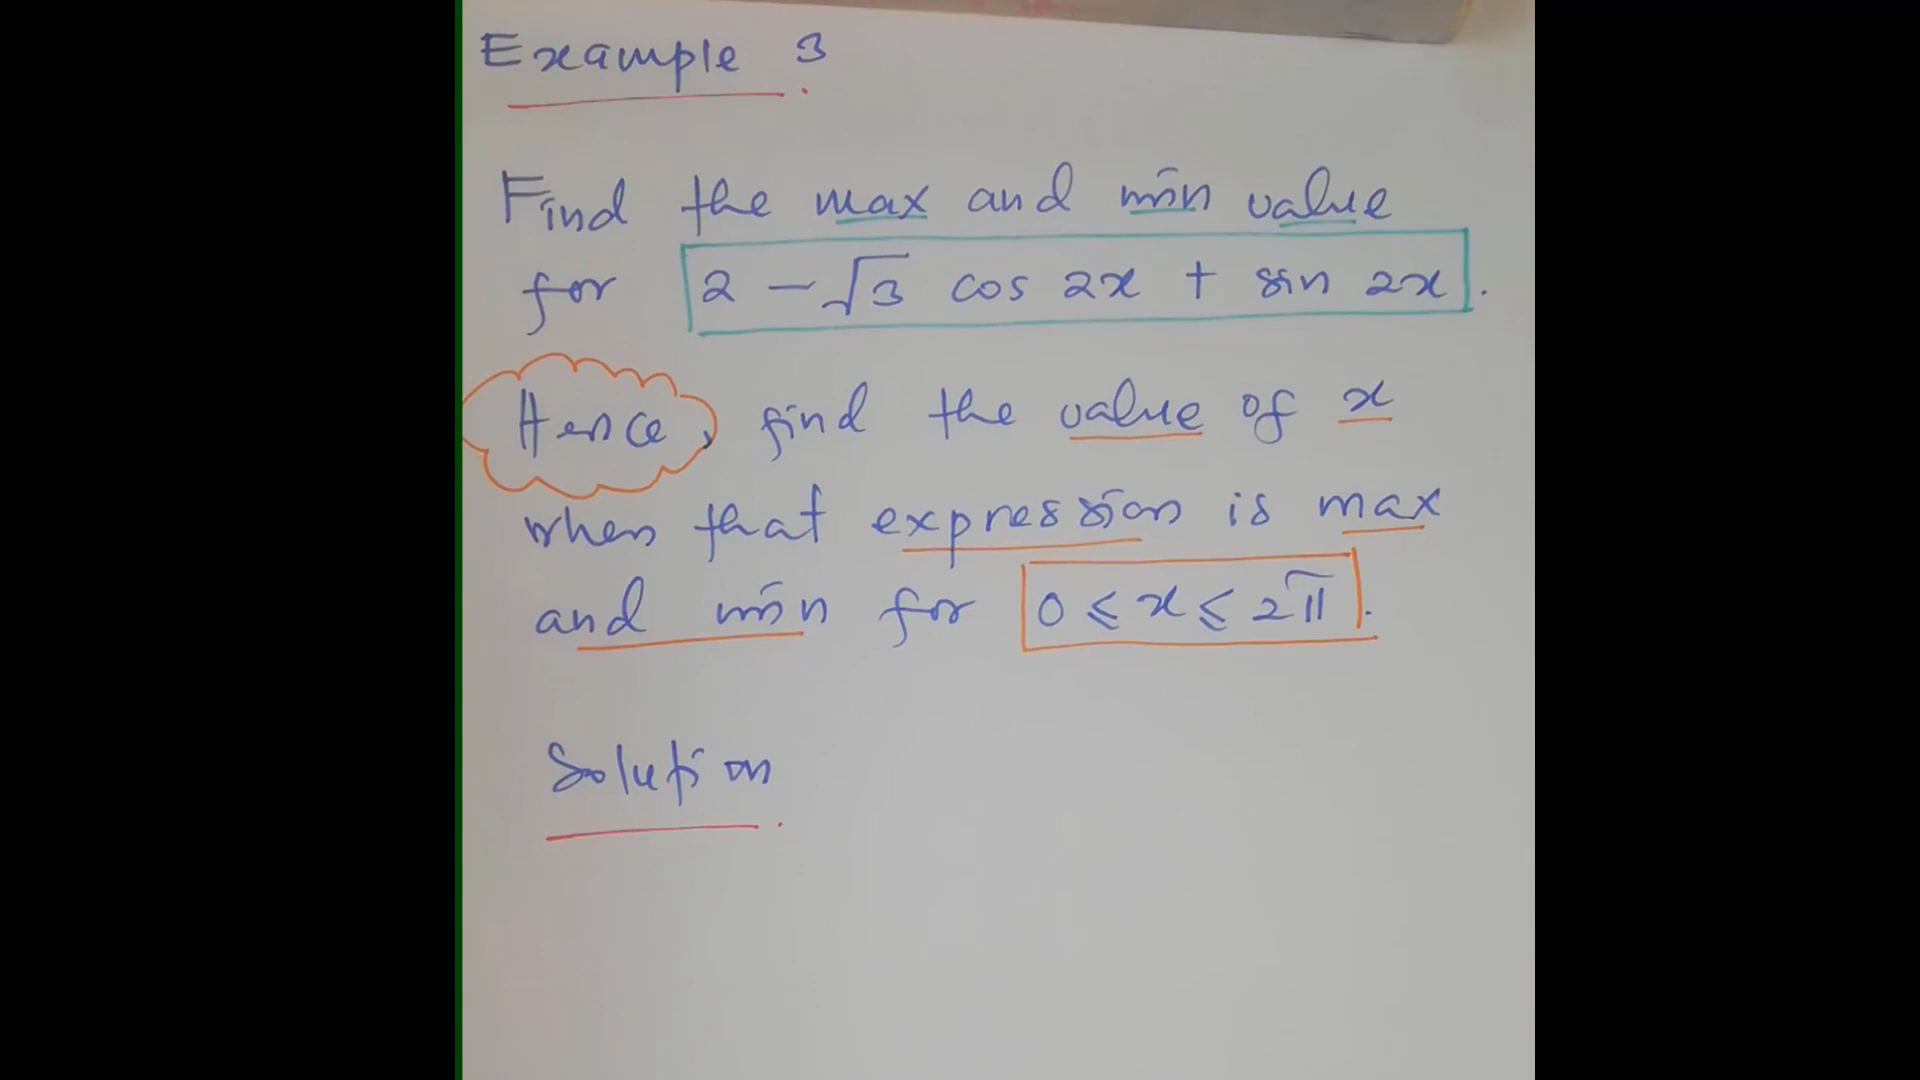 Example 3
Find the max and min value
for 2 - √3 cos 2x + sin 2x.
Hence, find the value of x
when that expression is max
and min for 0 ⩽ x ⩽ 2π.
Solution